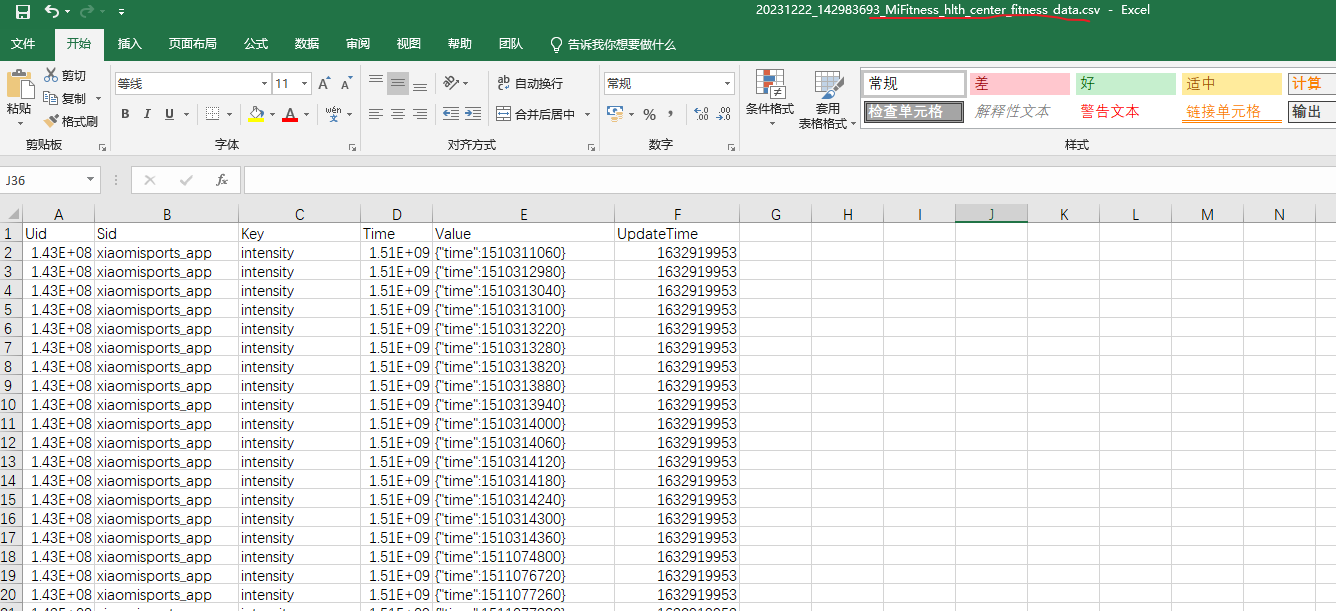 20231222_142983693_MiFitness_hlth_center_fitness_data.csv - Excel
文件 开始 插入 页面布局 公式 数据 审阅 视图 帮助 团队 告诉我你想要做什么
粘贴 剪切 复制 格式刷 剪贴板
等线 11 A A B I U A wén 文 字体
ab 自动换行 合并后居中 对齐方式
常规 % , 数字
条件格式 套用 表格格式
常规 差 好 适中 计算
检查单元格 解释性文本 警告文本 链接单元格 输出
样式
J36 fx
A B C D E F G H I J K L M N
1 Uid Sid Key Time Value UpdateTime
2 1.43E+08 xiaomisports_app intensity 1.51E+09 {"time":1510311060} 1632919953
3 1.43E+08 xiaomisports_app intensity 1.51E+09 {"time":1510312980} 1632919953
4 1.43E+08 xiaomisports_app intensity 1.51E+09 {"time":1510313040} 1632919953
5 1.43E+08 xiaomisports_app intensity 1.51E+09 {"time":1510313100} 1632919953
6 1.43E+08 xiaomisports_app intensity 1.51E+09 {"time":1510313220} 1632919953
7 1.43E+08 xiaomisports_app intensity 1.51E+09 {"time":1510313280} 1632919953
8 1.43E+08 xiaomisports_app intensity 1.51E+09 {"time":1510313820} 1632919953
9 1.43E+08 xiaomisports_app intensity 1.51E+09 {"time":1510313880} 1632919953
10 1.43E+08 xiaomisports_app intensity 1.51E+09 {"time":1510313940} 1632919953
11 1.43E+08 xiaomisports_app intensity 1.51E+09 {"time":1510314000} 1632919953
12 1.43E+08 xiaomisports_app intensity 1.51E+09 {"time":1510314060} 1632919953
13 1.43E+08 xiaomisports_app intensity 1.51E+09 {"time":1510314120} 1632919953
14 1.43E+08 xiaomisports_app intensity 1.51E+09 {"time":1510314180} 1632919953
15 1.43E+08 xiaomisports_app intensity 1.51E+09 {"time":1510314240} 1632919953
16 1.43E+08 xiaomisports_app intensity 1.51E+09 {"time":1510314300} 1632919953
17 1.43E+08 xiaomisports_app intensity 1.51E+09 {"time":1510314360} 1632919953
18 1.43E+08 xiaomisports_app intensity 1.51E+09 {"time":1511074800} 1632919953
19 1.43E+08 xiaomisports_app intensity 1.51E+09 {"time":1511076720} 1632919953
20 1.43E+08 xiaomisports_app intensity 1.51E+09 {"time":1511077260} 1632919953